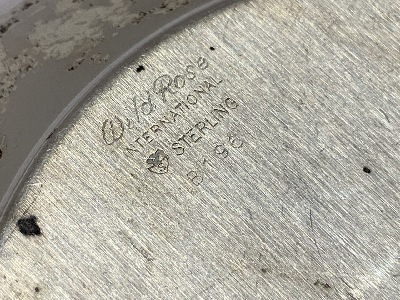 Wild Rose
INTERNATIONAL
STERLING
B196